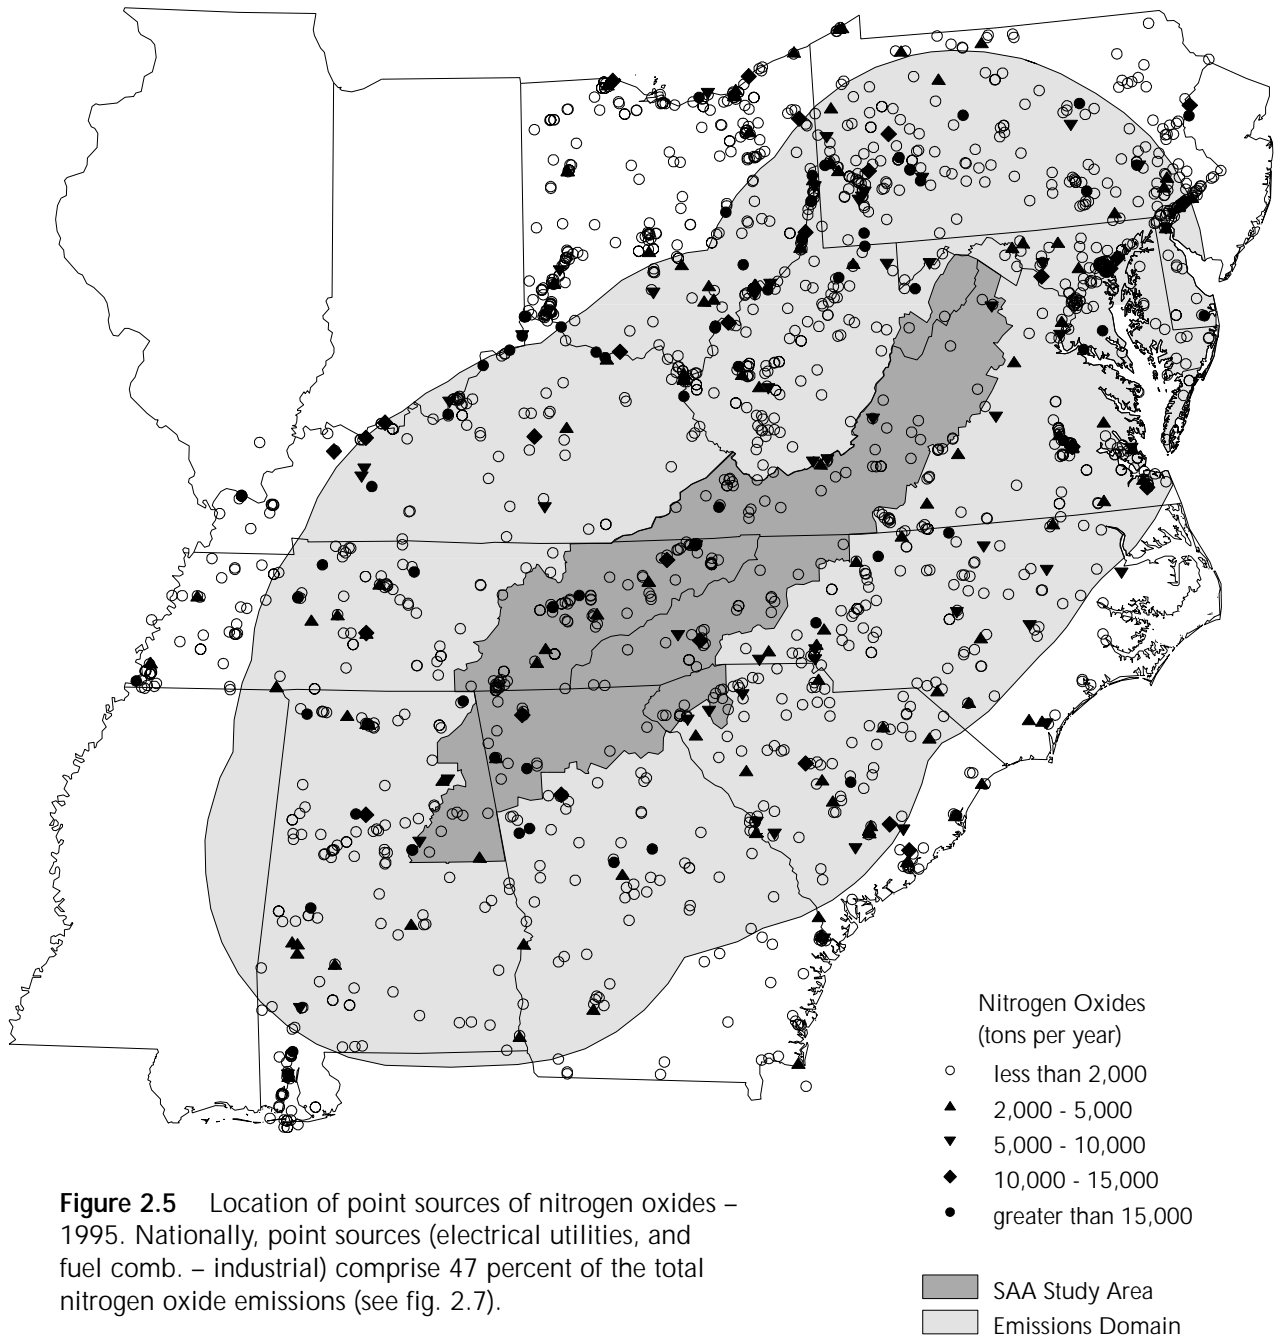 Nitrogen Oxides
(tons per year)
less than 2,000
2,000 - 5,000
5,000 - 10,000
10,000 - 15,000
greater than 15,000
SAA Study Area
Emissions Domain
Figure 2.5 Location of point sources of nitrogen oxides –
1995. Nationally, point sources (electrical utilities, and
fuel comb. – industrial) comprise 47 percent of the total
nitrogen oxide emissions (see fig. 2.7).